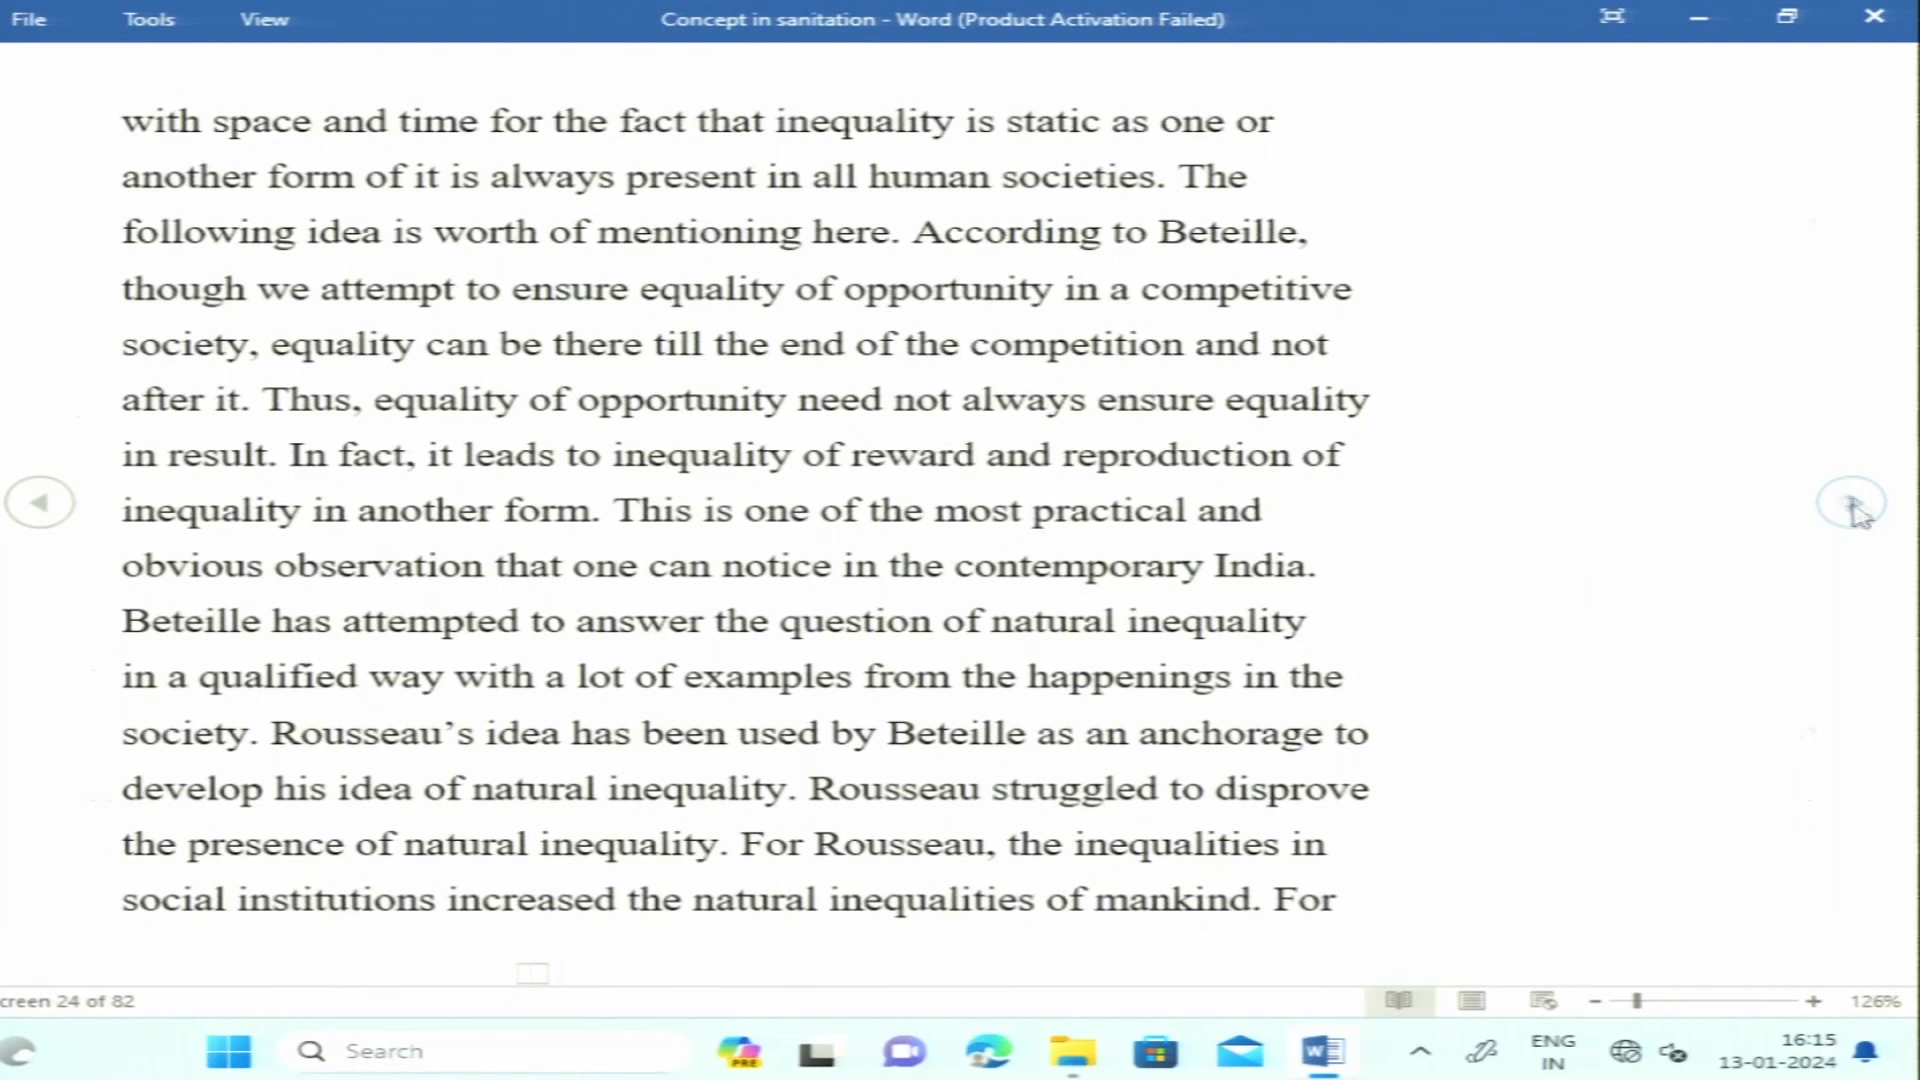 File Tools View Concept in sanitation - Word (Product Activation Failed)
with space and time for the fact that inequality is static as one or
another form of it is always present in all human societies. The
following idea is worth of mentioning here. According to Beteille,
though we attempt to ensure equality of opportunity in a competitive
society, equality can be there till the end of the competition and not
after it. Thus, equality of opportunity need not always ensure equality
in result. In fact, it leads to inequality of reward and reproduction of
inequality in another form. This is one of the most practical and
obvious observation that one can notice in the contemporary India.
Beteille has attempted to answer the question of natural inequality
in a qualified way with a lot of examples from the happenings in the
society. Rousseau’s idea has been used by Beteille as an anchorage to
develop his idea of natural inequality. Rousseau struggled to disprove
the presence of natural inequality. For Rousseau, the inequalities in
social institutions increased the natural inequalities of mankind. For
creen 24 of 82 126%
Search PRE W ENG IN 16:15 13-01-2024